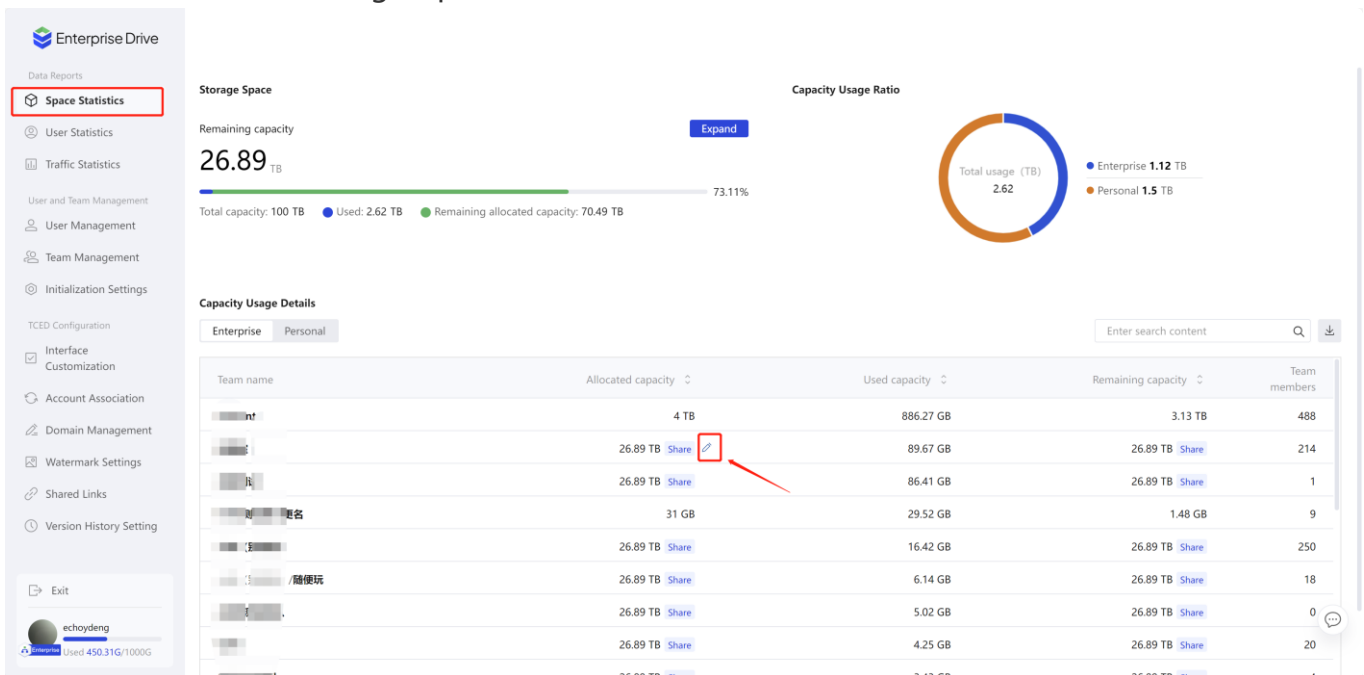 Enterprise Drive
Data Reports
Space Statistics
User Statistics
Traffic Statistics
User and Team Management
User Management
Team Management
Initialization Settings
TCED Configuration
Interface
Customization
Account Association
Domain Management
Watermark Settings
Shared Links
Version History Setting
Exit
echoydeng
Enterprise
Used 450.31G/1000G
Storage Space
Remaining capacity
Expand
26.89 TB
73.11%
Total capacity: 100 TB Used: 2.62 TB Remaining allocated capacity: 70.49 TB
Capacity Usage Ratio
Total usage (TB)
2.62
Enterprise 1.12 TB
Personal 1.5 TB
Capacity Usage Details
Enterprise Personal
Enter search content
Team name Allocated capacity Used capacity Remaining capacity Team members
4 TB 886.27 GB 3.13 TB 488
26.89 TB Share 89.67 GB 26.89 TB Share 214
26.89 TB Share 86.41 GB 26.89 TB Share 1
更名 31 GB 29.52 GB 1.48 GB 9
26.89 TB Share 16.42 GB 26.89 TB Share 250
/随便玩 26.89 TB Share 6.14 GB 26.89 TB Share 18
26.89 TB Share 5.02 GB 26.89 TB Share 0
26.89 TB Share 4.25 GB 26.89 TB Share 20